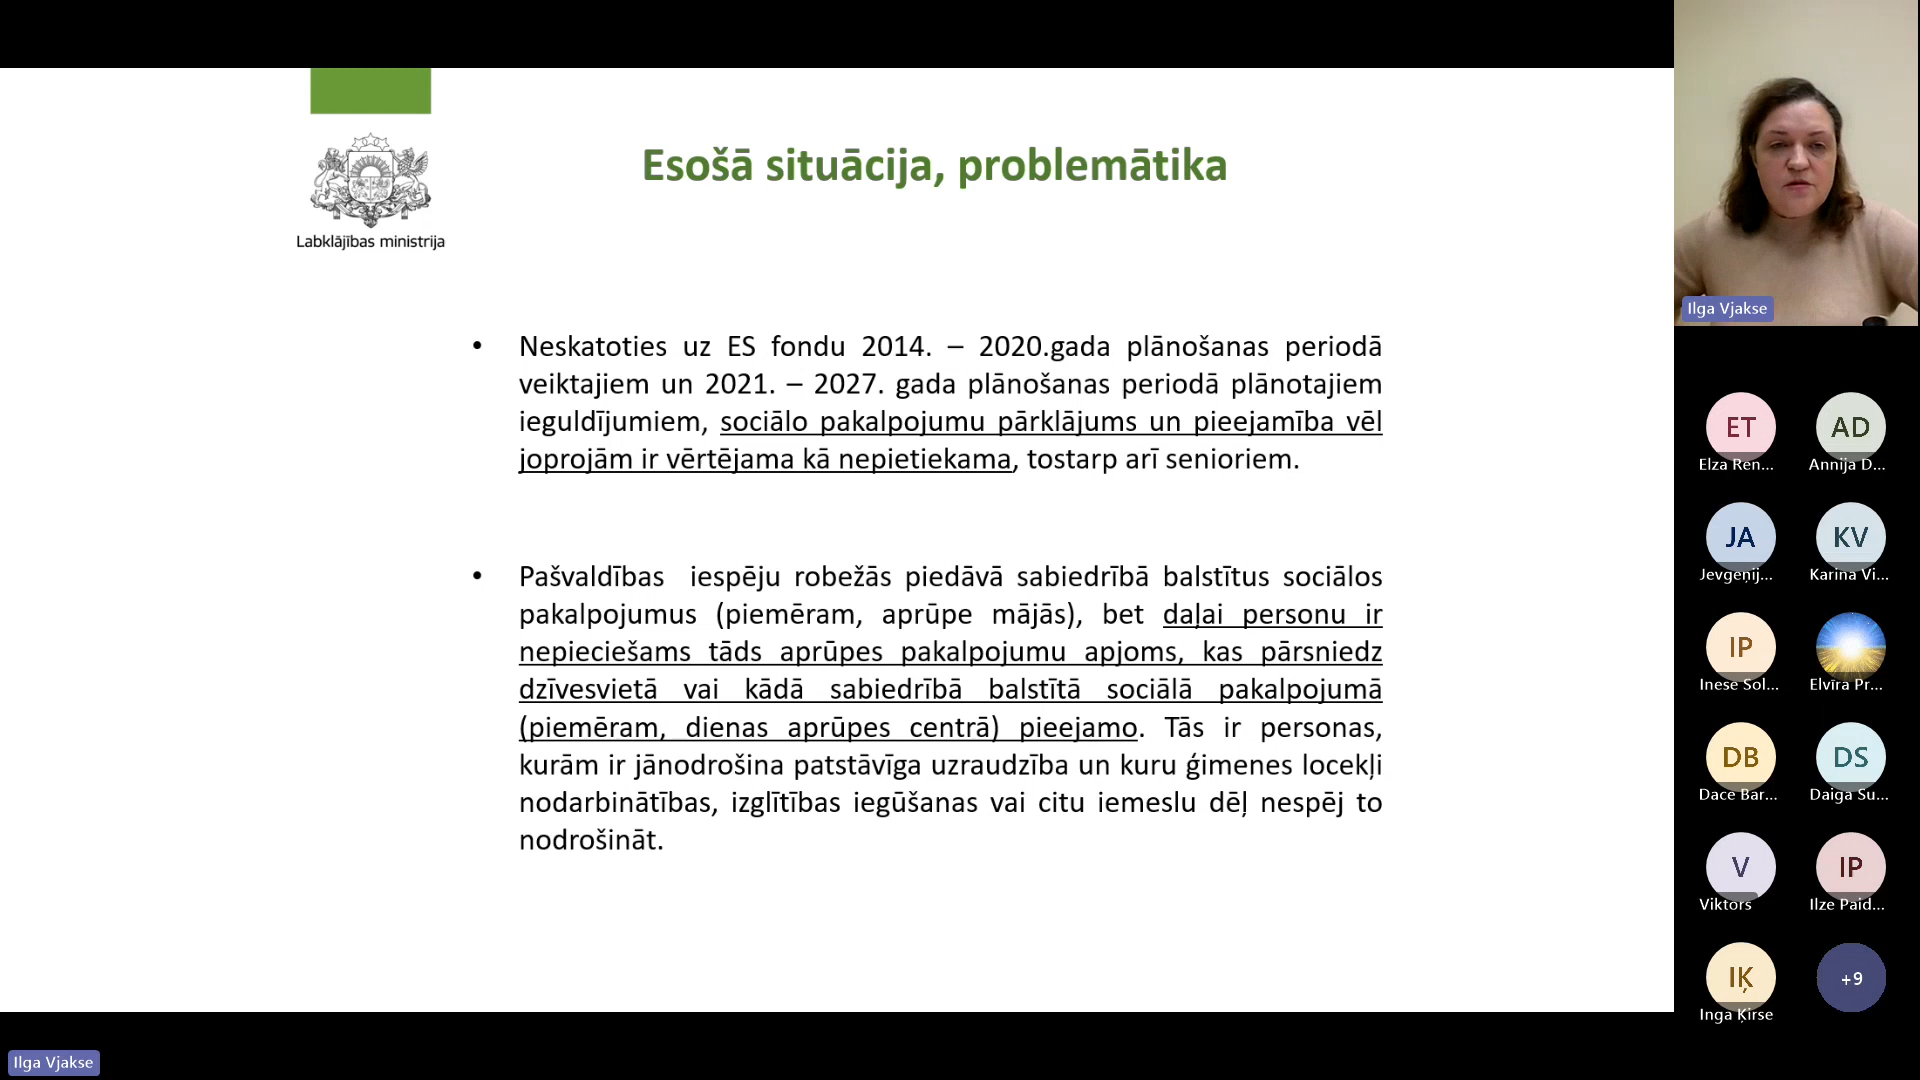 Labklājības ministrija
Esošā situācija, problemātika
• Neskatoties uz ES fondu 2014. – 2020.gada plānošanas periodā
veiktajiem un 2021. – 2027. gada plānošanas periodā plānotajiem
ieguldījumiem, sociālo pakalpojumu pārklājums un pieejamība vēl
joprojām ir vērtējama kā nepietiekama, tostarp arī senioriem.
• Pašvaldības iespēju robežās piedāvā sabiedrībā balstītus sociālos
pakalpojumus (piemēram, aprūpe mājās), bet daļai personu ir
nepieciešams tāds aprūpes pakalpojumu apjoms, kas pārsniedz
dzīvesvietā vai kādā sabiedrībā balstītā sociālā pakalpojumā
(piemēram, dienas aprūpes centrā) pieejamo. Tās ir personas,
kurām ir jānodrošina patstāvīga uzraudzība un kuru ģimenes locekļi
nodarbinātības, izglītības iegūšanas vai citu iemeslu dēļ nespēj to
nodrošināt.
Ilga Vjakse
ET
Elza Ren...
AD
Annija D...
JA
Jevgeņij...
KV
Karina Vi...
IP
Inese Sol...
Elvīra Pr...
DB
Dace Bar...
DS
Daiga Su...
V
Viktors
IP
Ilze Paid...
IĶ
Inga Ķirse
+9
Ilga Vjakse